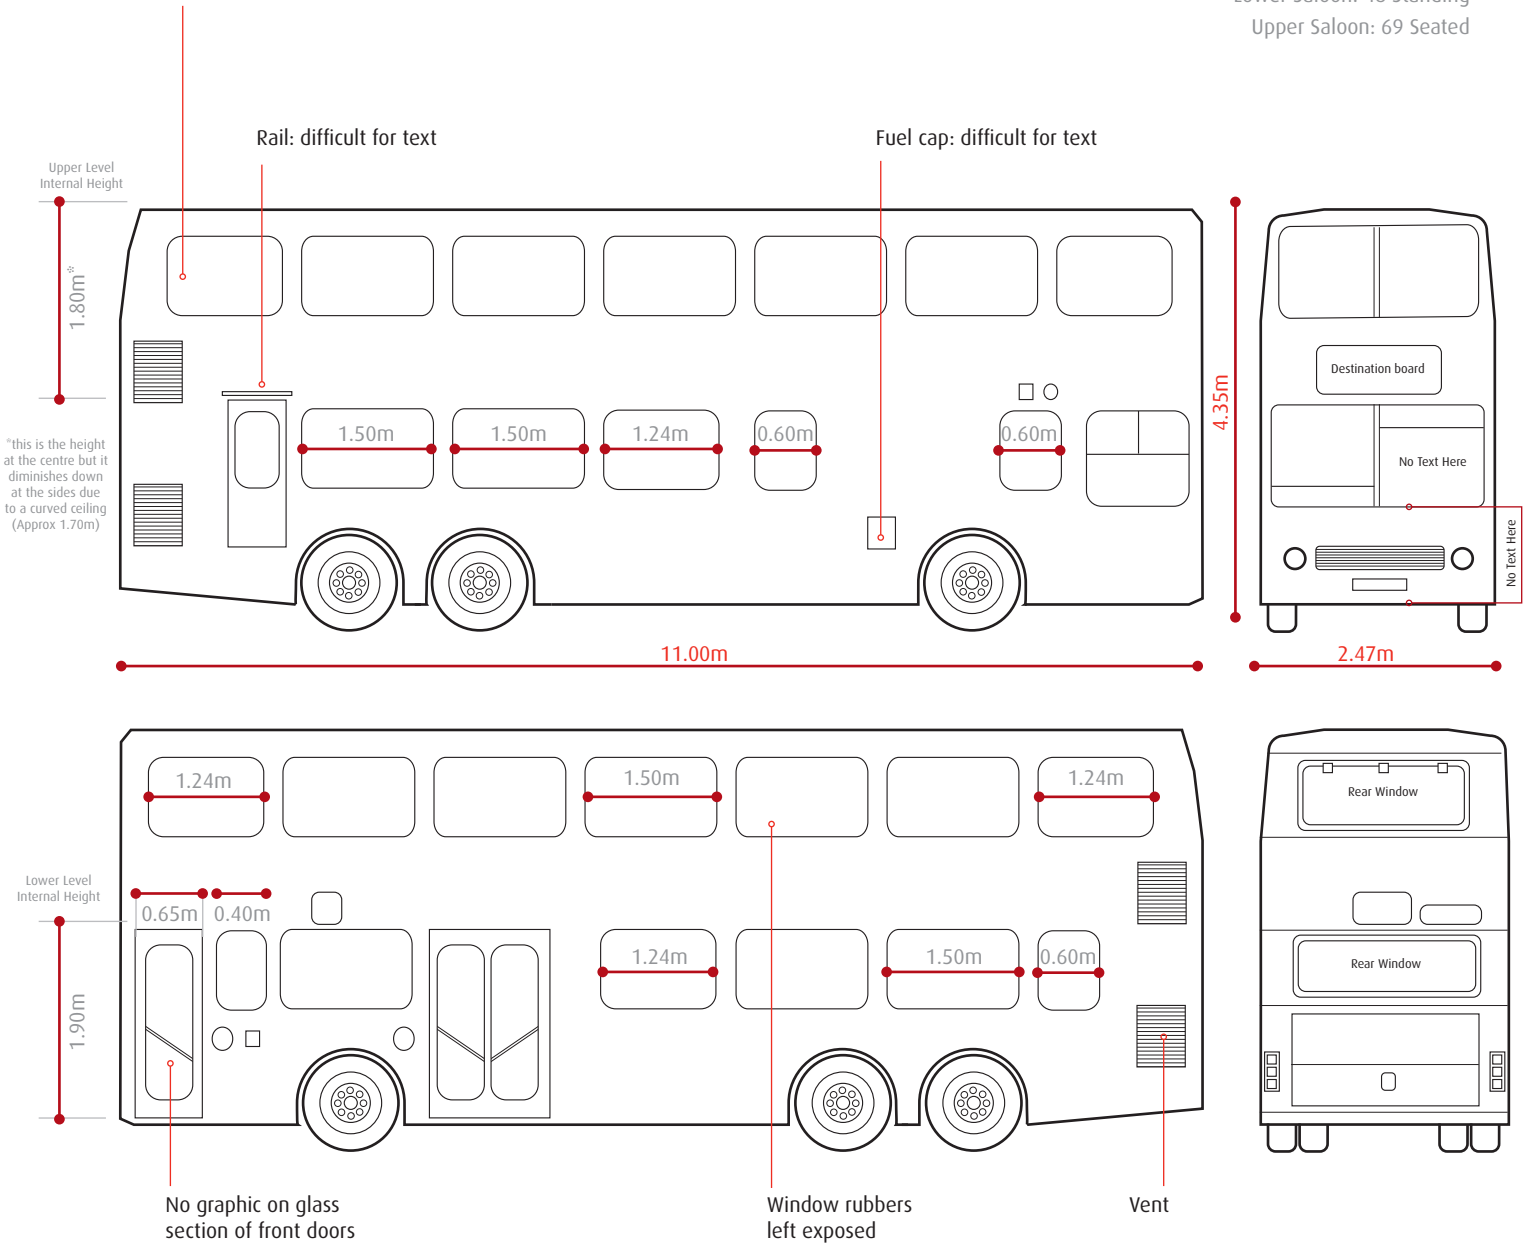 Lower Saloon: 48 Standing
Upper Saloon: 69 Seated
Rail: difficult for text
Fuel cap: difficult for text
Upper Level
Internal Height
1.80m*
*this is the height
at the centre but it
diminishes down
at the sides due
to a curved ceiling
(Approx 1.70m)
1.50m
1.50m
1.24m
0.60m
0.60m
4.35m
Destination board
No Text Here
No Text Here
11.00m
2.47m
1.24m
1.50m
1.24m
Rear Window
Lower Level
Internal Height
0.65m
0.40m
1.90m
1.24m
1.50m
0.60m
Rear Window
No graphic on glass
section of front doors
Window rubbers
left exposed
Vent